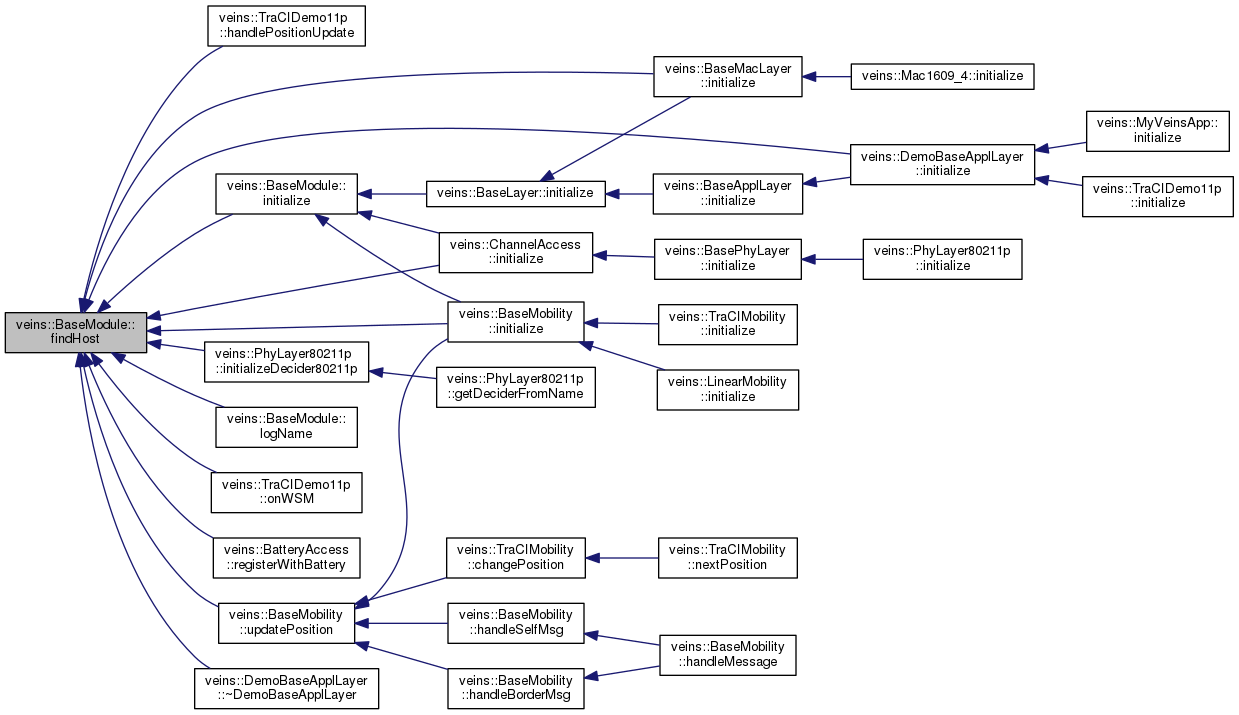 veins::TraCIDemo11p
::handlePositionUpdate
veins::BaseMacLayer
::initialize
veins::Mac1609_4::initialize
veins::MyVeinsApp::
initialize
veins::DemoBaseApplLayer
::initialize
veins::BaseModule::
initialize
veins::BaseLayer::initialize
veins::BaseApplLayer
::initialize
veins::TraCIDemo11p
::initialize
veins::ChannelAccess
::initialize
veins::BasePhyLayer
::initialize
veins::PhyLayer80211p
::initialize
veins::BaseModule::
findHost
veins::BaseMobility
::initialize
veins::TraCIMobility
::initialize
veins::PhyLayer80211p
::initializeDecider80211p
veins::PhyLayer80211p
::getDeciderFromName
veins::LinearMobility
::initialize
veins::BaseModule::
logName
veins::TraCIDemo11p
::onWSM
veins::BatteryAccess
::registerWithBattery
veins::TraCIMobility
::changePosition
veins::TraCIMobility
::nextPosition
veins::BaseMobility
::updatePosition
veins::BaseMobility
::handleSelfMsg
veins::BaseMobility
::handleMessage
veins::DemoBaseApplLayer
::~DemoBaseApplLayer
veins::BaseMobility
::handleBorderMsg